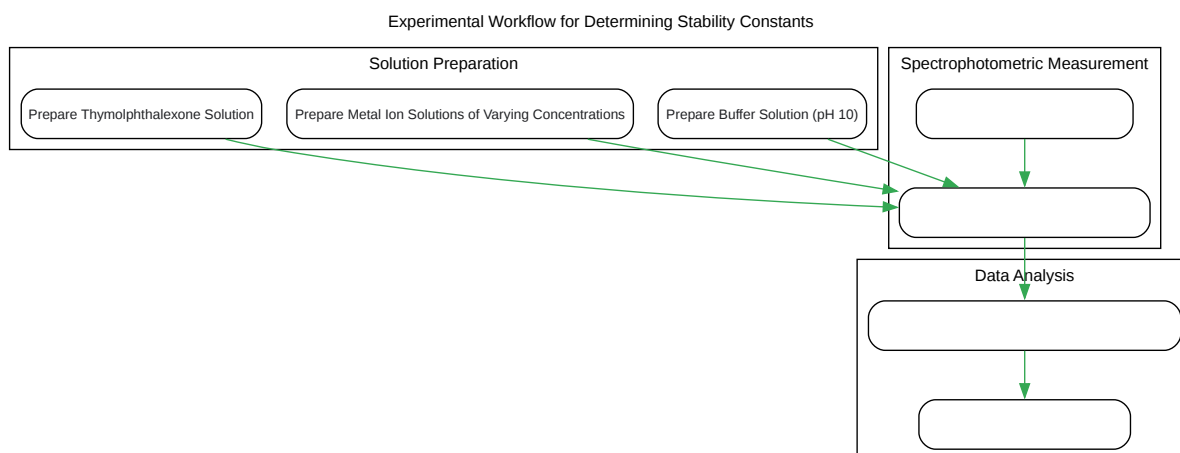 Experimental Workflow for Determining Stability Constants
Solution Preparation
Prepare Thymolphthalexone Solution
Prepare Metal Ion Solutions of Varying Concentrations
Prepare Buffer Solution (pH 10)
Spectrophotometric Measurement
Data Analysis